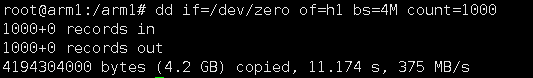 root@arm1:/arm1# dd if=/dev/zero of=h1 bs=4M count=1000
1000+0 records in
1000+0 records out
4194304000 bytes (4.2 GB) copied, 11.174 s, 375 MB/s